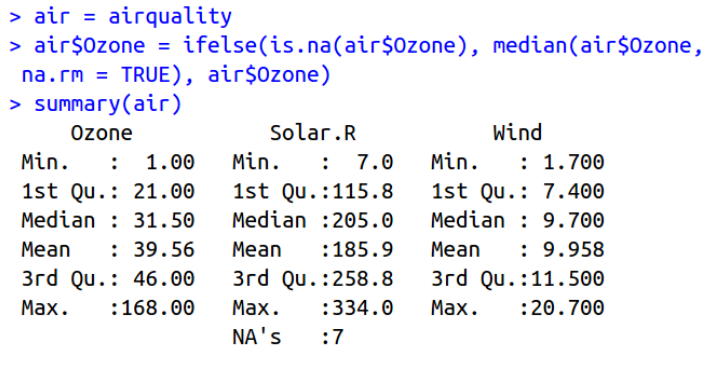 > air = airquality
> air$Ozone = ifelse(is.na(air$Ozone), median(air$Ozone,
 na.rm = TRUE), air$Ozone)
> summary(air)
     Ozone           Solar.R           Wind
 Min.   :  1.00   Min.   :  7.0   Min.   : 1.700
 1st Qu.: 21.00   1st Qu.:115.8   1st Qu.: 7.400
 Median : 31.50   Median :205.0   Median : 9.700
 Mean   : 39.56   Mean   :185.9   Mean   : 9.958
 3rd Qu.: 46.00   3rd Qu.:258.8   3rd Qu.:11.500
 Max.   :168.00   Max.   :334.0   Max.   :20.700
                  NA's   :7